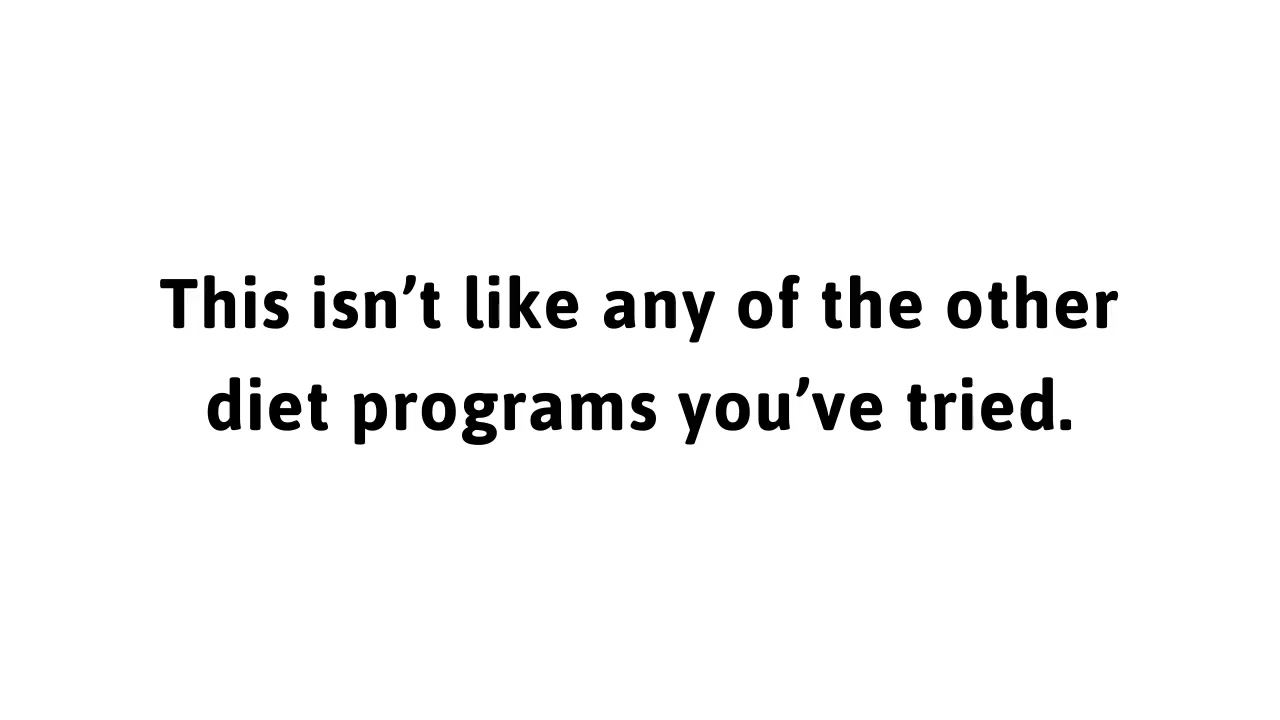 This isn’t like any of the other
diet programs you’ve tried.